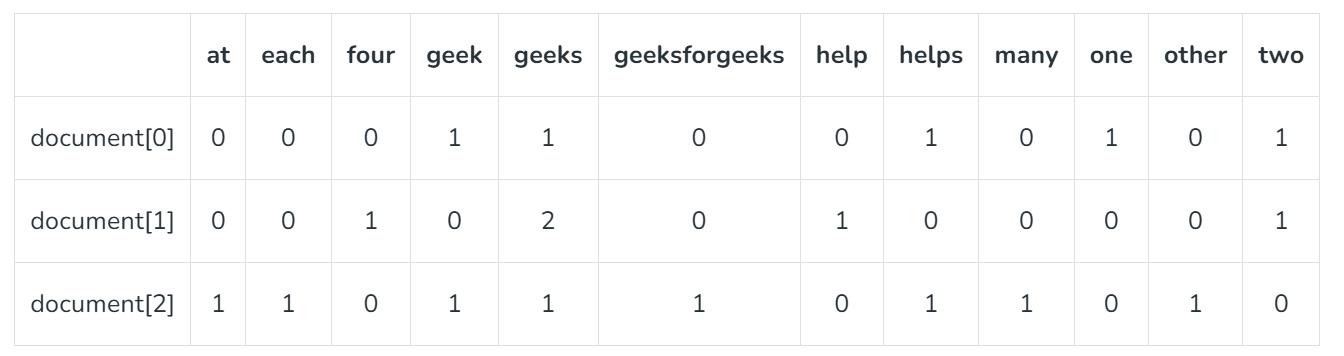 at each four geek geeks geeksforgeeks help helps many one other two
document[0] 0 0 0 1 1 0 0 1 0 1 0 1
document[1] 0 0 1 0 2 0 1 0 0 0 0 1
document[2] 1 1 0 1 1 1 0 1 1 0 1 0